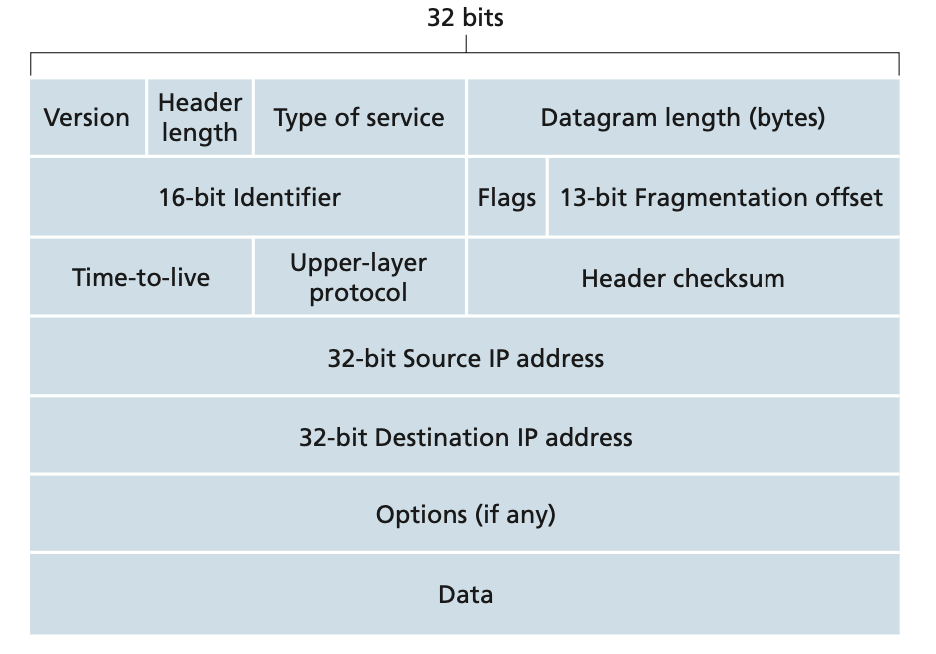 32 bits
Version
Header
length
Type of service
Datagram length (bytes)
16-bit Identifier
Flags
13-bit Fragmentation offset
Time-to-live
Upper-layer
protocol
Header checksum
32-bit Source IP address
32-bit Destination IP address
Options (if any)
Data